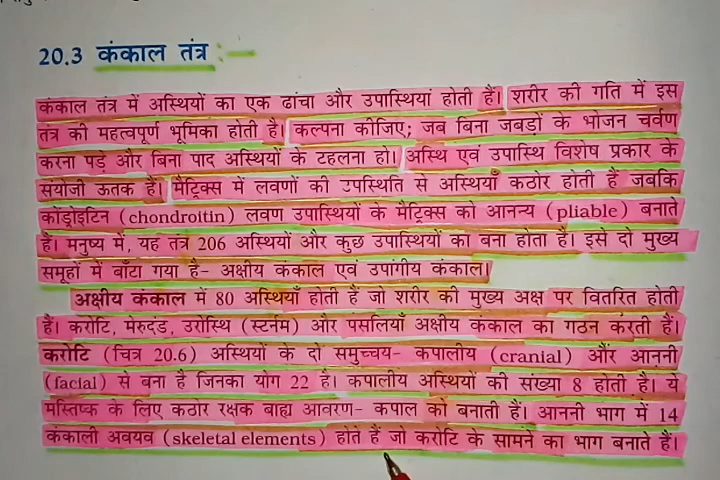 20.3 कंकाल तंत्र :–
कंकाल तंत्र में अस्थियों का एक ढांचा और उपास्थियां होती हैं। शरीर की गति में इस
तंत्र की महत्वपूर्ण भूमिका होती है। कल्पना कीजिए; जब बिना जबड़ों के भोजन चर्वण
करना पड़े और बिना पाद अस्थियों के टहलना हो। अस्थि एवं उपास्थि विशेष प्रकार के
संयोजी ऊतक हैं। मैट्रिक्स में लवणों की उपस्थिति से अस्थियाँ कठोर होती हैं जबकि
कोंड्रोइटिन (chondroitin) लवण उपास्थियों के मैट्रिक्स को आनन्य (pliable) बनाते
हैं। मनुष्य में, यह तंत्र 206 अस्थियों और कुछ उपास्थियों का बना होता है। इसे दो मुख्य
समूहों में बाँटा गया है– अक्षीय कंकाल एवं उपांगीय कंकाल।
अक्षीय कंकाल में 80 अस्थियाँ होती हैं जो शरीर की मुख्य अक्ष पर वितरित होती
हैं। करोटि, मेरुदंड, उरोस्थि (स्टर्नम) और पसलियाँ अक्षीय कंकाल का गठन करती हैं।
करोटि (चित्र 20.6) अस्थियों के दो समुच्चय– कपालीय (cranial) और आननी
(facial) से बना है जिनका योग 22 है। कपालीय अस्थियों की संख्या 8 होती है। ये
मस्तिष्क के लिए कठोर रक्षक बाह्य आवरण– कपाल को बनाती हैं। आननी भाग में 14
कंकाली अवयव (skeletal elements) होते हैं जो करोटि के सामने का भाग बनाते हैं।